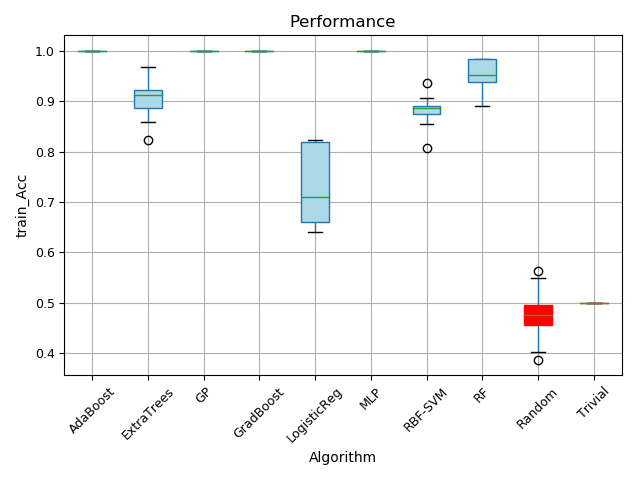 Performance
train_Acc
1.0
0.9
0.8
0.7
0.6
0.5
0.4
AdaBoost
ExtraTrees
GP
GradBoost
LogisticReg
MLP
RBF-SVM
RF
Random
Trivial
Algorithm